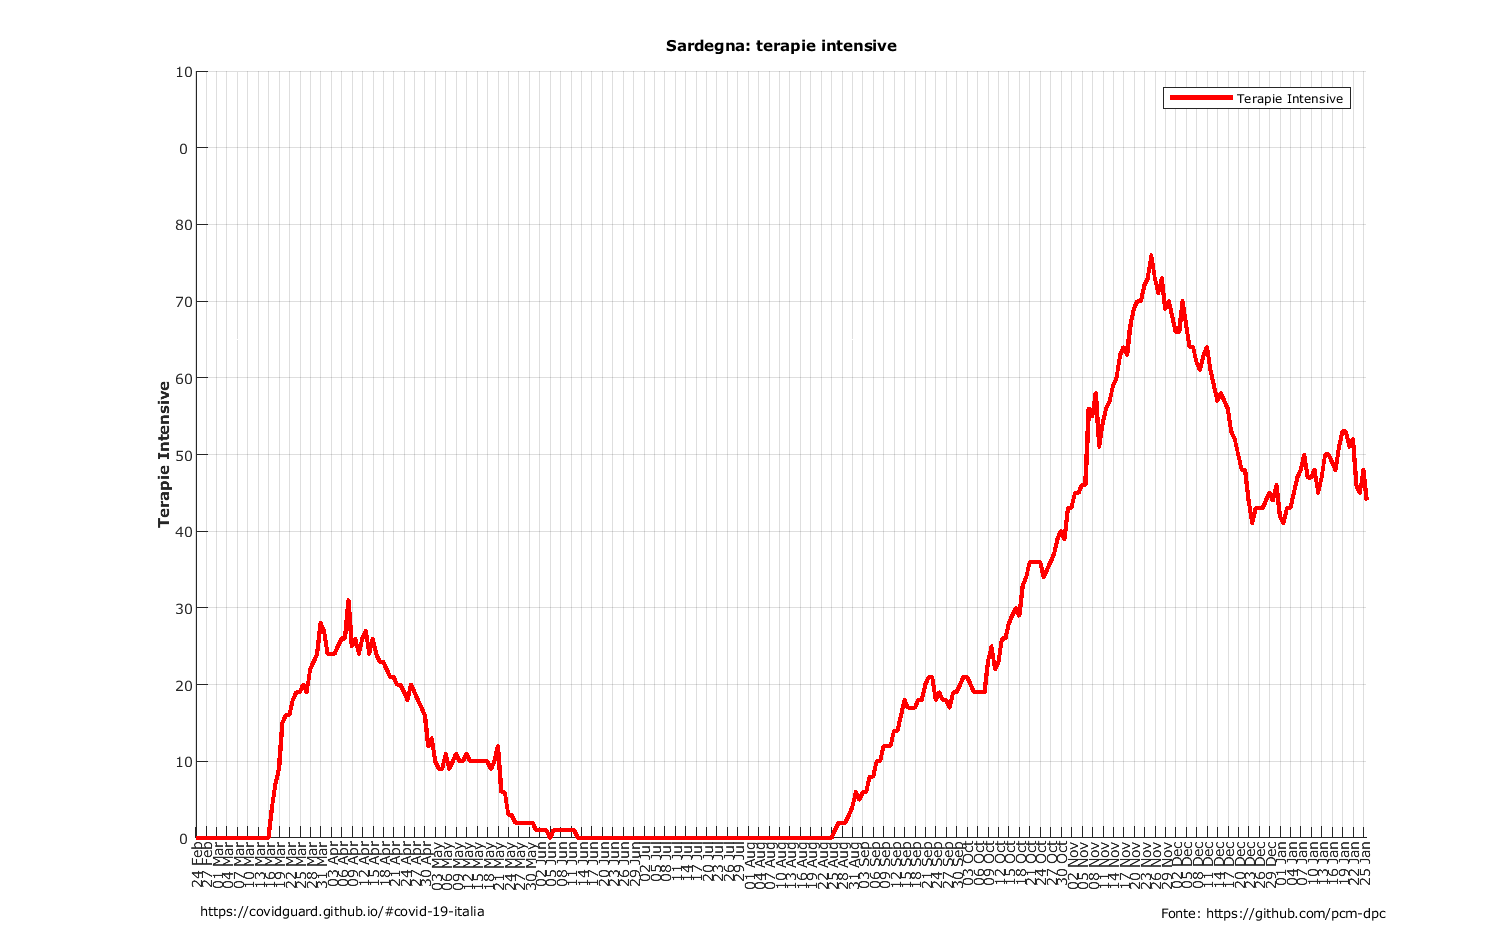 Sardegna: terapie intensive
Terapie Intensive
Terapie Intensive
10
0
80
70
60
50
40
30
20
10
0
24 Feb
27 Feb
01 Mar
04 Mar
07 Mar
10 Mar
13 Mar
16 Mar
19 Mar
22 Mar
25 Mar
28 Mar
31 Mar
03 Apr
06 Apr
09 Apr
12 Apr
15 Apr
18 Apr
21 Apr
24 Apr
27 Apr
30 Apr
03 May
06 May
09 May
12 May
15 May
18 May
21 May
24 May
27 May
30 May
02 Jun
05 Jun
08 Jun
11 Jun
14 Jun
17 Jun
20 Jun
23 Jun
26 Jun
29 Jun
02 Jul
05 Jul
08 Jul
11 Jul
14 Jul
17 Jul
20 Jul
23 Jul
26 Jul
29 Jul
01 Aug
04 Aug
07 Aug
10 Aug
13 Aug
16 Aug
19 Aug
22 Aug
25 Aug
28 Aug
31 Aug
03 Sep
06 Sep
09 Sep
12 Sep
15 Sep
18 Sep
21 Sep
24 Sep
27 Sep
30 Sep
03 Oct
06 Oct
09 Oct
12 Oct
15 Oct
18 Oct
21 Oct
24 Oct
27 Oct
30 Oct
02 Nov
05 Nov
08 Nov
11 Nov
14 Nov
17 Nov
20 Nov
23 Nov
26 Nov
29 Nov
02 Dec
05 Dec
08 Dec
11 Dec
14 Dec
17 Dec
20 Dec
23 Dec
26 Dec
29 Dec
01 Jan
04 Jan
07 Jan
10 Jan
13 Jan
16 Jan
19 Jan
22 Jan
25 Jan
https://covidguard.github.io/#covid-19-italia
Fonte: https://github.com/pcm-dpc